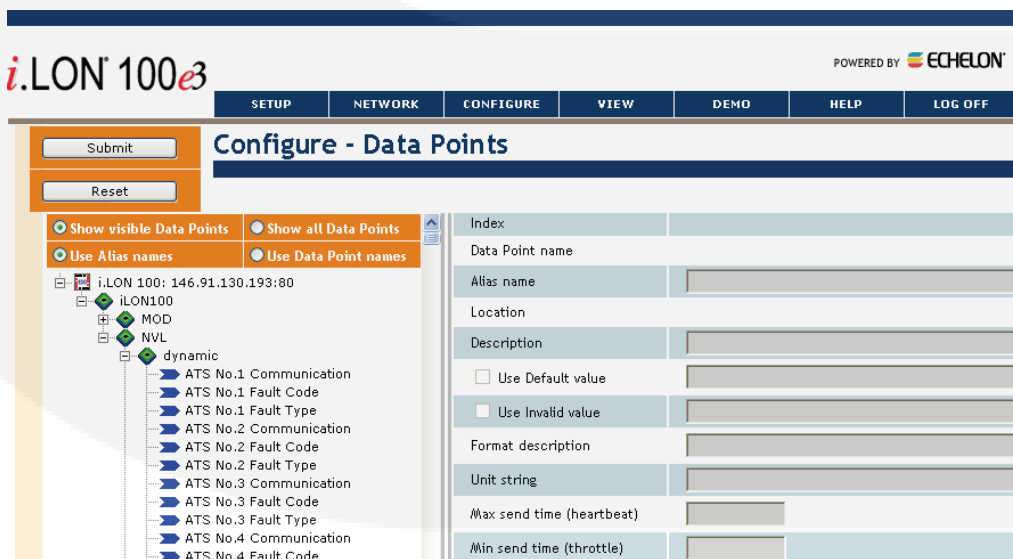 i.LON® 100e3
POWERED BY ECHELON®
SETUP NETWORK CONFIGURE VIEW DEMO HELP LOG OFF
Submit
Configure - Data Points
Reset
Show visible Data Points Show all Data Points
Use Alias names Use Data Point names
i.LON 100: 146.91.130.193:80
iLON100
MOD
NVL
dynamic
ATS No.1 Communication
ATS No.1 Fault Code
ATS No.1 Fault Type
ATS No.2 Communication
ATS No.2 Fault Code
ATS No.2 Fault Type
ATS No.3 Communication
ATS No.3 Fault Code
ATS No.3 Fault Type
ATS No.4 Communication
ATS No.4 Fault Code
Index
Data Point name
Alias name
Location
Description
Use Default value
Use Invalid value
Format description
Unit string
Max send time (heartbeat)
Min send time (throttle)